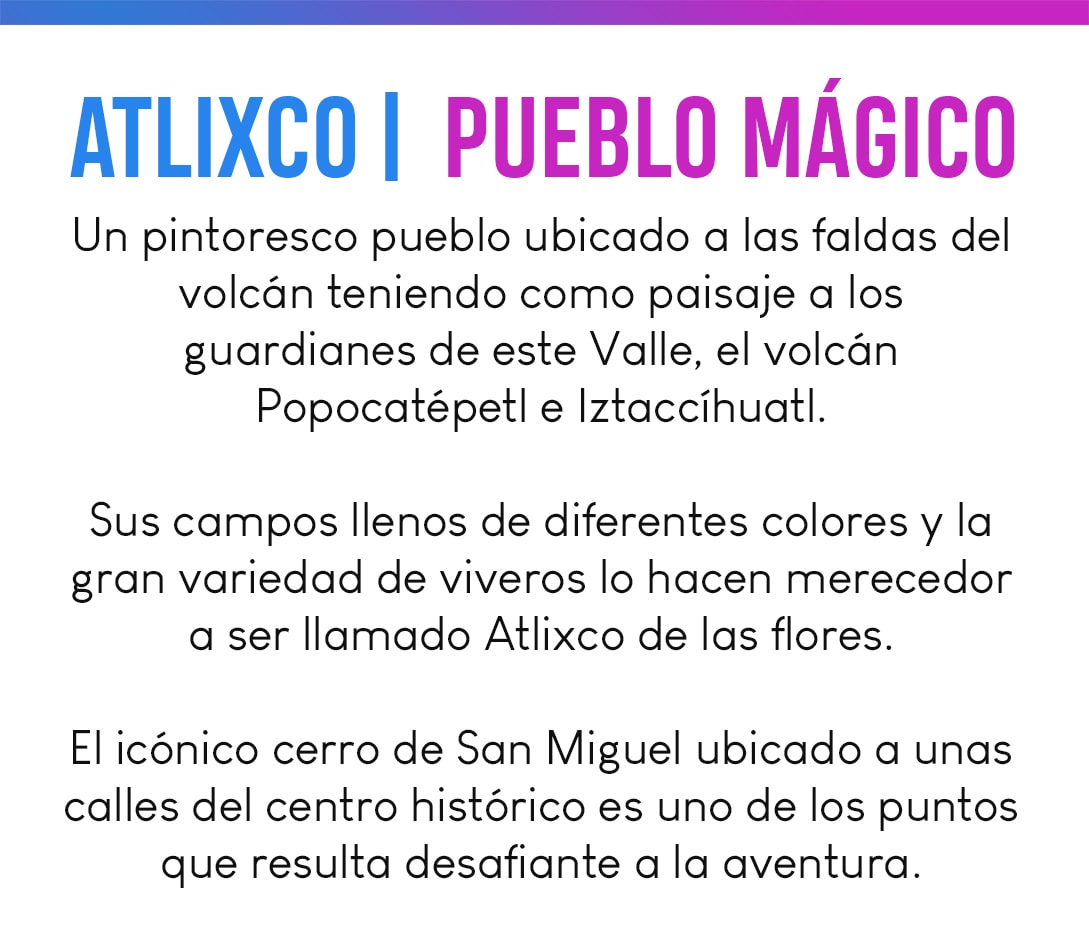 ATLIXCO | PUEBLO MÁGICO
Un pintoresco pueblo ubicado a las faldas del
volcán teniendo como paisaje a los
guardianes de este Valle, el volcán
Popocatépetl e Iztaccíhuatl.
Sus campos llenos de diferentes colores y la
gran variedad de viveros lo hacen merecedor
a ser llamado Atlixco de las flores.
El icónico cerro de San Miguel ubicado a unas
calles del centro histórico es uno de los puntos
que resulta desafiante a la aventura.